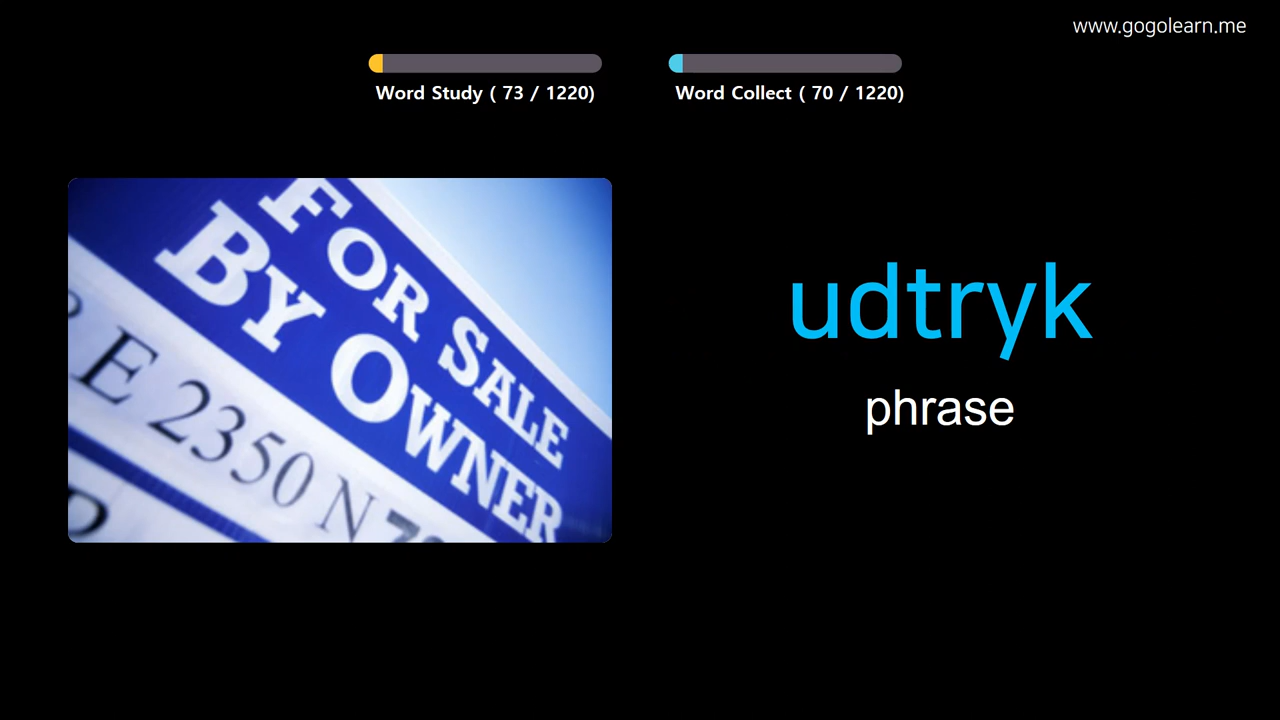 www.gogolearn.me
Word Study ( 73 / 1220)
Word Collect ( 70 / 1220)
FOR SALE
BY OWNER
E 2350 N
udtryk
phrase